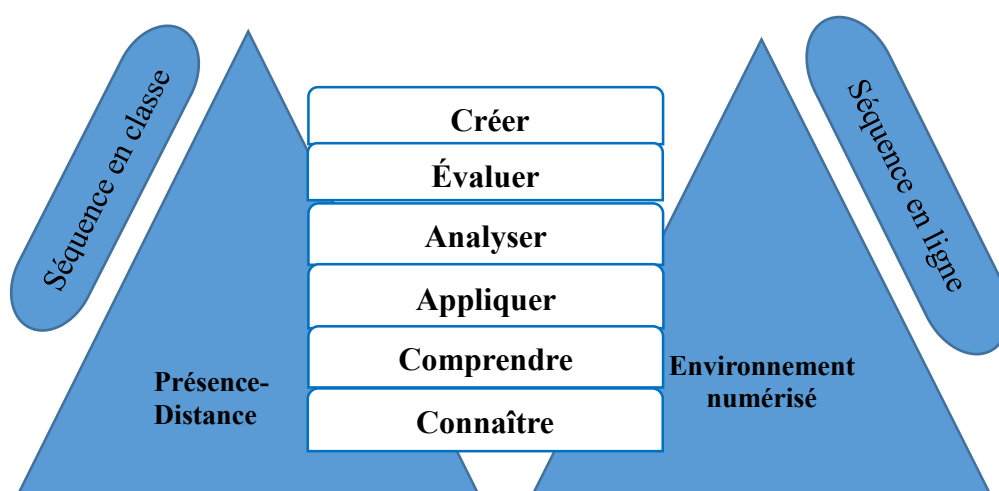 Séquence en classe
Présence-
Distance
Créer
Évaluer
Analyser
Appliquer
Comprendre
Connaître
Environnement
numérisé
Séquence en ligne